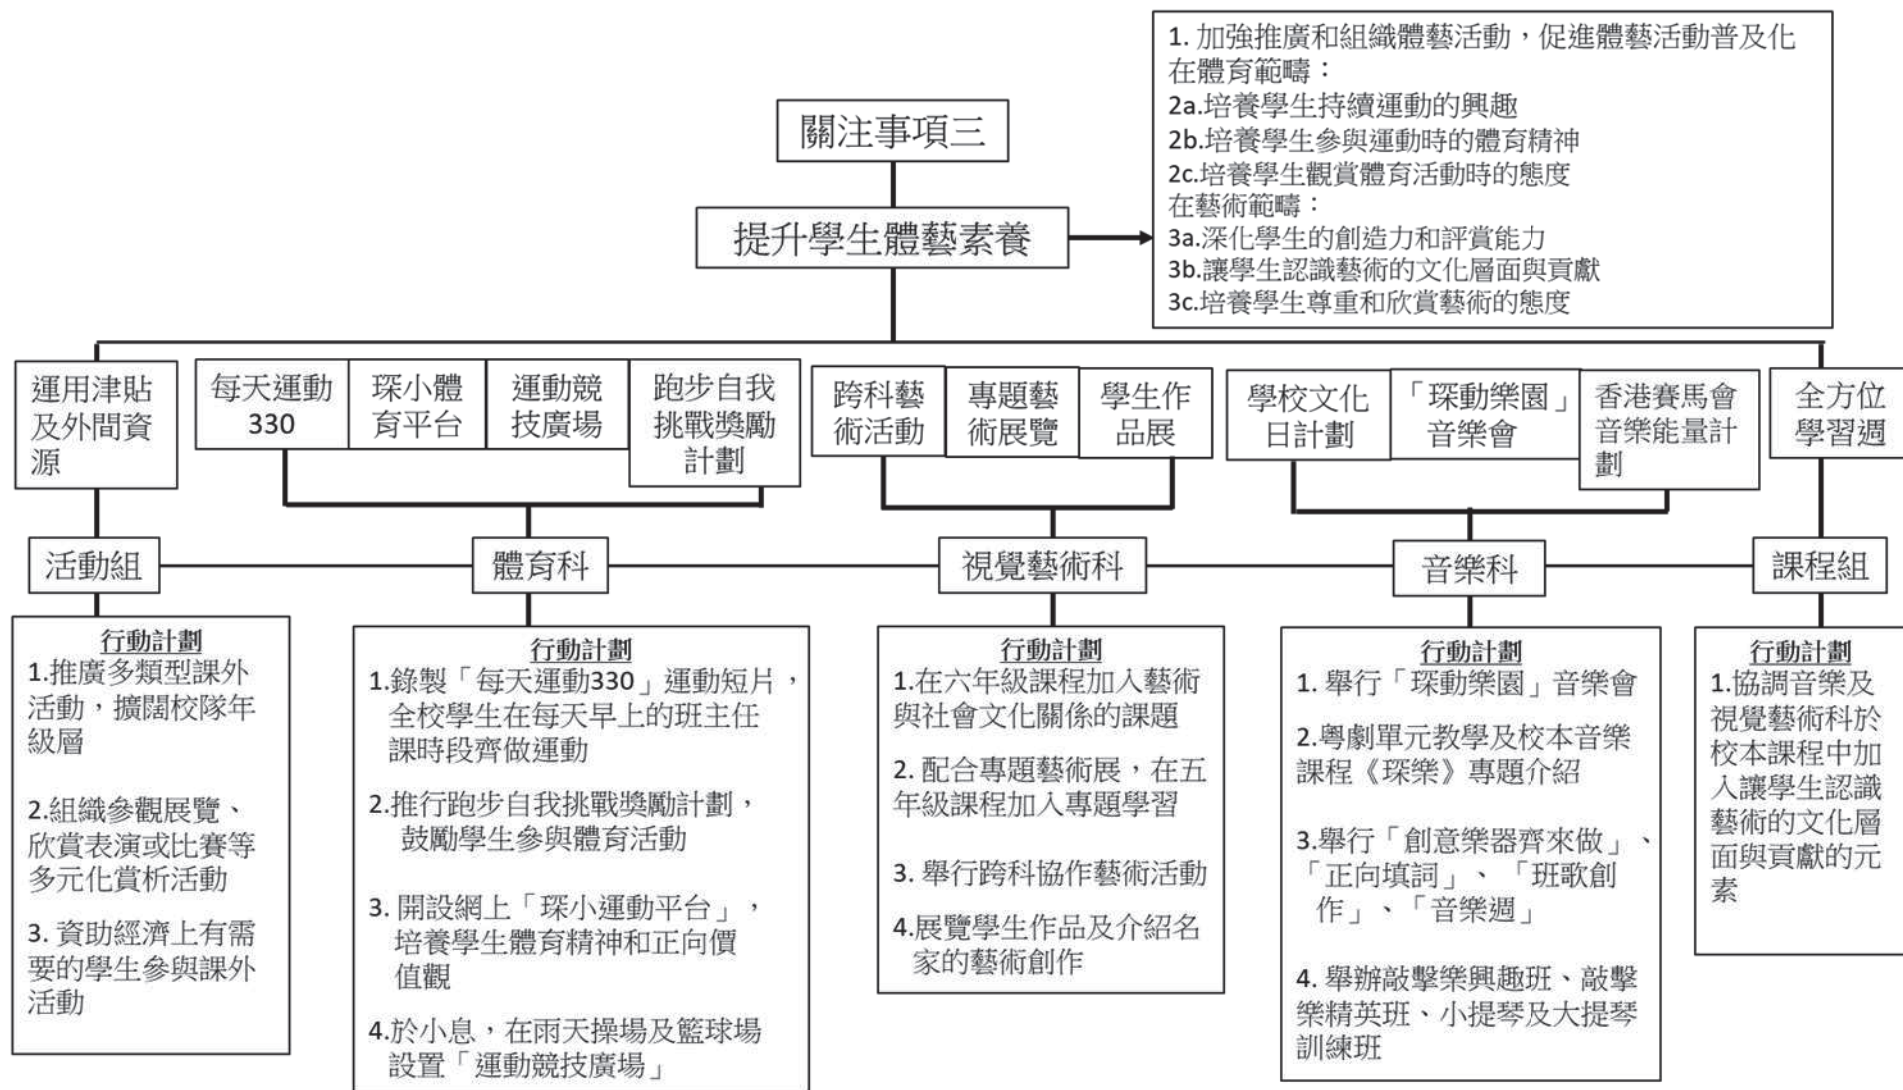 關注事項三
提升學生體藝素養
1. 加強推廣和組織體藝活動，促進體藝活動普及化
在體育範疇：
2a.培養學生持續運動的興趣
2b.培養學生參與運動時的體育精神
2c.培養學生觀賞體育活動時的態度
在藝術範疇：
3a.深化學生的創造力和評賞能力
3b.讓學生認識藝術的文化層面與貢獻
3c.培養學生尊重和欣賞藝術的態度
運用津貼
及外間資
源
每天運動
330
琛小體
育平台
運動競
技廣場
跑步自我
挑戰獎勵
計劃
跨科藝
術活動
專題藝
術展覽
學生作
品展
學校文化
日計劃
「琛動樂園」
音樂會
香港賽馬會
音樂能量計
劃
全方位
學習週
活動組
體育科
視覺藝術科
音樂科
課程組
行動計劃
1.推廣多類型課外
活動，擴闊校隊年
級層
2.組織參觀展覽、
欣賞表演或比賽等
多元化賞析活動
3. 資助經濟上有需
要的學生參與課外
活動
行動計劃
1.錄製「每天運動330」運動短片，
全校學生在每天早上的班主任
課時段齊做運動
2.推行跑步自我挑戰獎勵計劃，
鼓勵學生參與體育活動
3. 開設網上「琛小運動平台」，
培養學生體育精神和正向價
值觀
4.於小息，在雨天操場及籃球場
設置「運動競技廣場」
行動計劃
1.在六年級課程加入藝術
與社會文化關係的課題
2. 配合專題藝術展，在五
年級課程加入專題學習
3. 舉行跨科協作藝術活動
4.展覽學生作品及介紹名
家的藝術創作
行動計劃
1. 舉行「琛動樂園」音樂會
2.粵劇單元教學及校本音樂
課程《琛樂》專題介紹
3.舉行「創意樂器齊來做」、
「正向填詞」、「班歌創
作」、「音樂週」
4. 舉辦敲擊樂興趣班、敲擊
樂精英班、小提琴及大提琴
訓練班
行動計劃
1.協調音樂及
視覺藝術科於
校本課程中加
入讓學生認識
藝術的文化層
面與貢獻的元
素